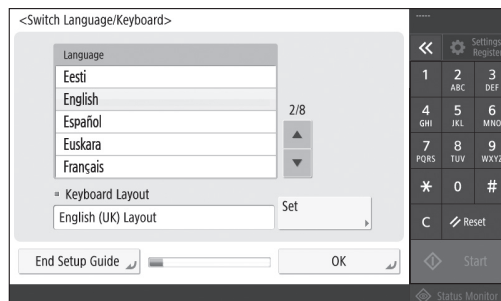 <Switch Language/Keyboard>
Language
Eesti
English
Español
Euskara
Français
2/8
Keyboard Layout
English (UK) Layout
Set
End Setup Guide
OK
-----
Settings
Register
1
2 ABC
3 DEF
4 GHI
5 JKL
6 MNO
7 PQRS
8 TUV
9 WXYZ
0
#
C
Reset
Start
Status Monitor